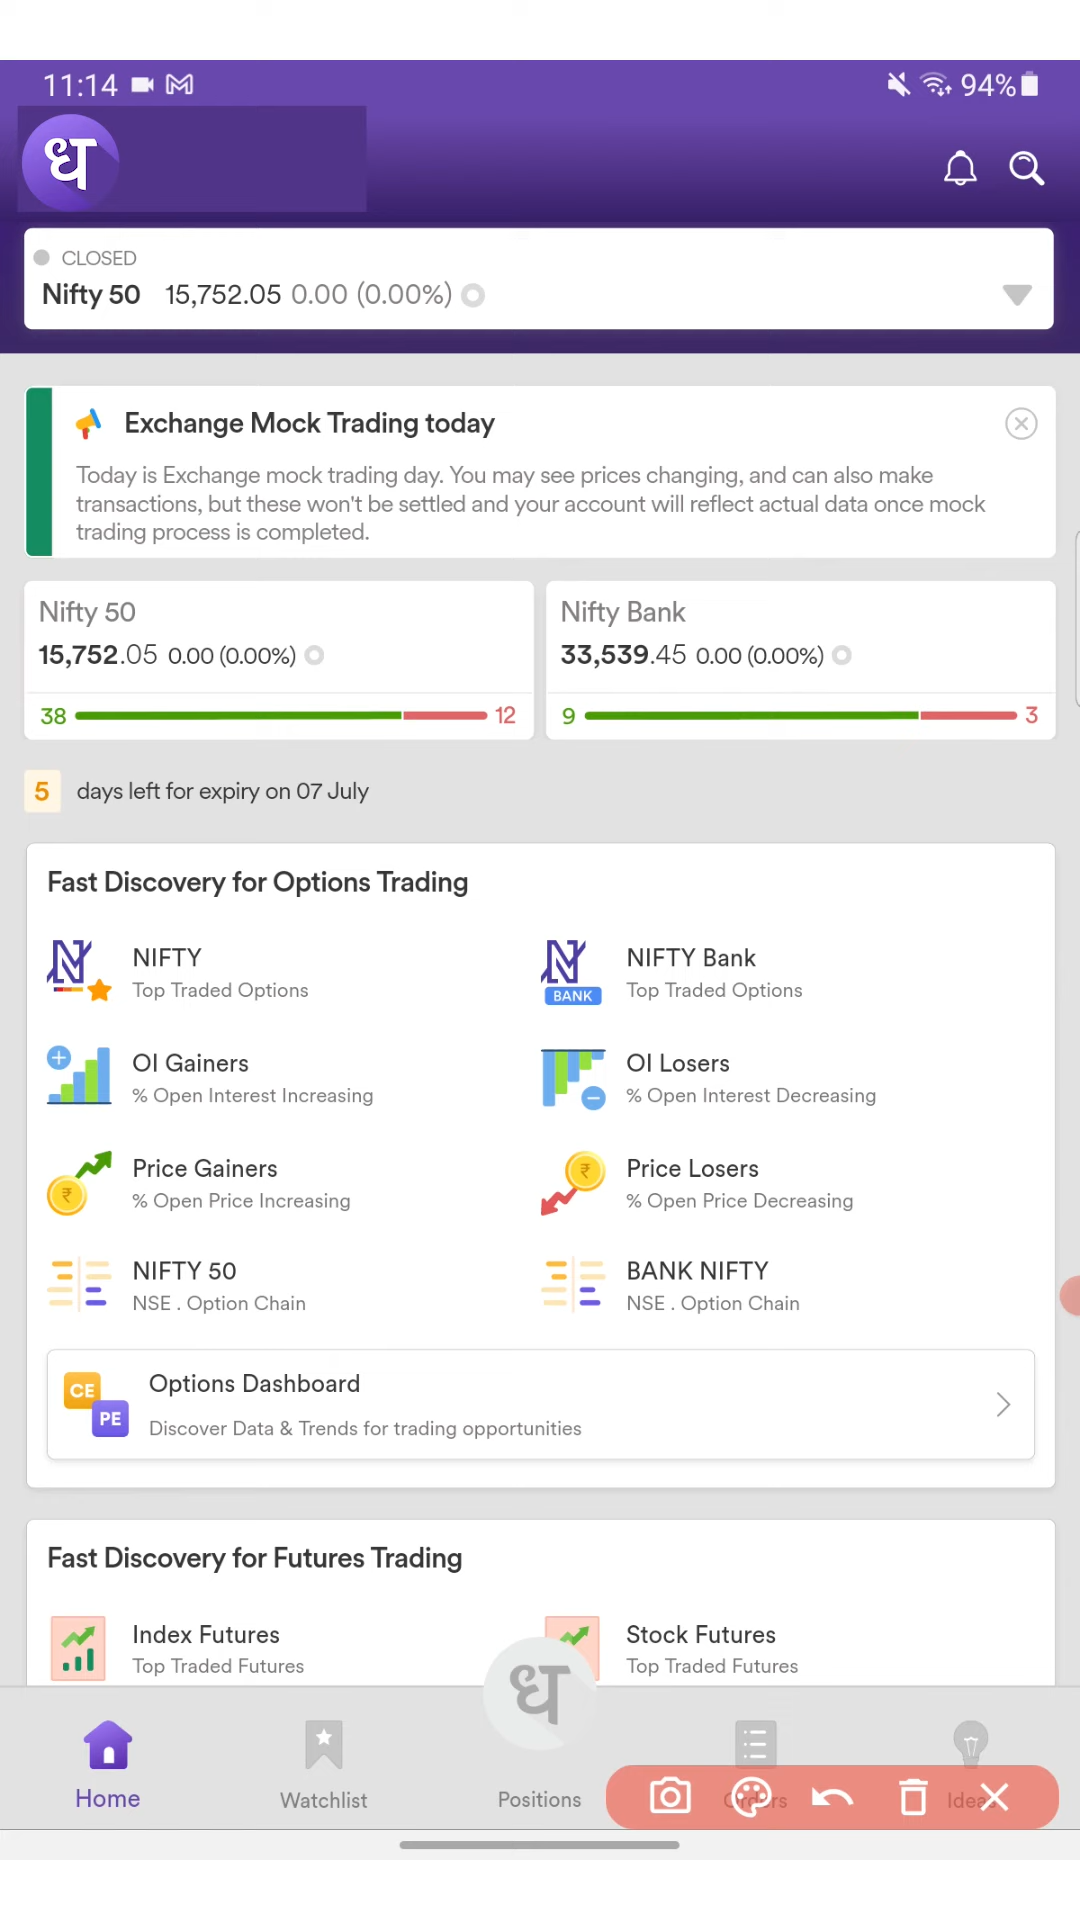 11:14
94%
ध
CLOSED
Nifty 50 15,752.05 0.00 (0.00%)
Exchange Mock Trading today
Today is Exchange mock trading day. You may see prices changing, and can also make
transactions, but these won't be settled and your account will reflect actual data once mock
trading process is completed.
Nifty 50
15,752.05 0.00 (0.00%)
38 12
Nifty Bank
33,539.45 0.00 (0.00%)
9 3
5 days left for expiry on 07 July
Fast Discovery for Options Trading
NIFTY
Top Traded Options
BANK
NIFTY Bank
Top Traded Options
OI Gainers
% Open Interest Increasing
OI Losers
% Open Interest Decreasing
₹
Price Gainers
% Open Price Increasing
₹
Price Losers
% Open Price Decreasing
NIFTY 50
NSE . Option Chain
BANK NIFTY
NSE . Option Chain
CE
PE
Options Dashboard
Discover Data & Trends for trading opportunities
Fast Discovery for Futures Trading
Index Futures
Top Traded Futures
Stock Futures
Top Traded Futures
ध
Home
Watchlist
Positions
Orders
Ideas